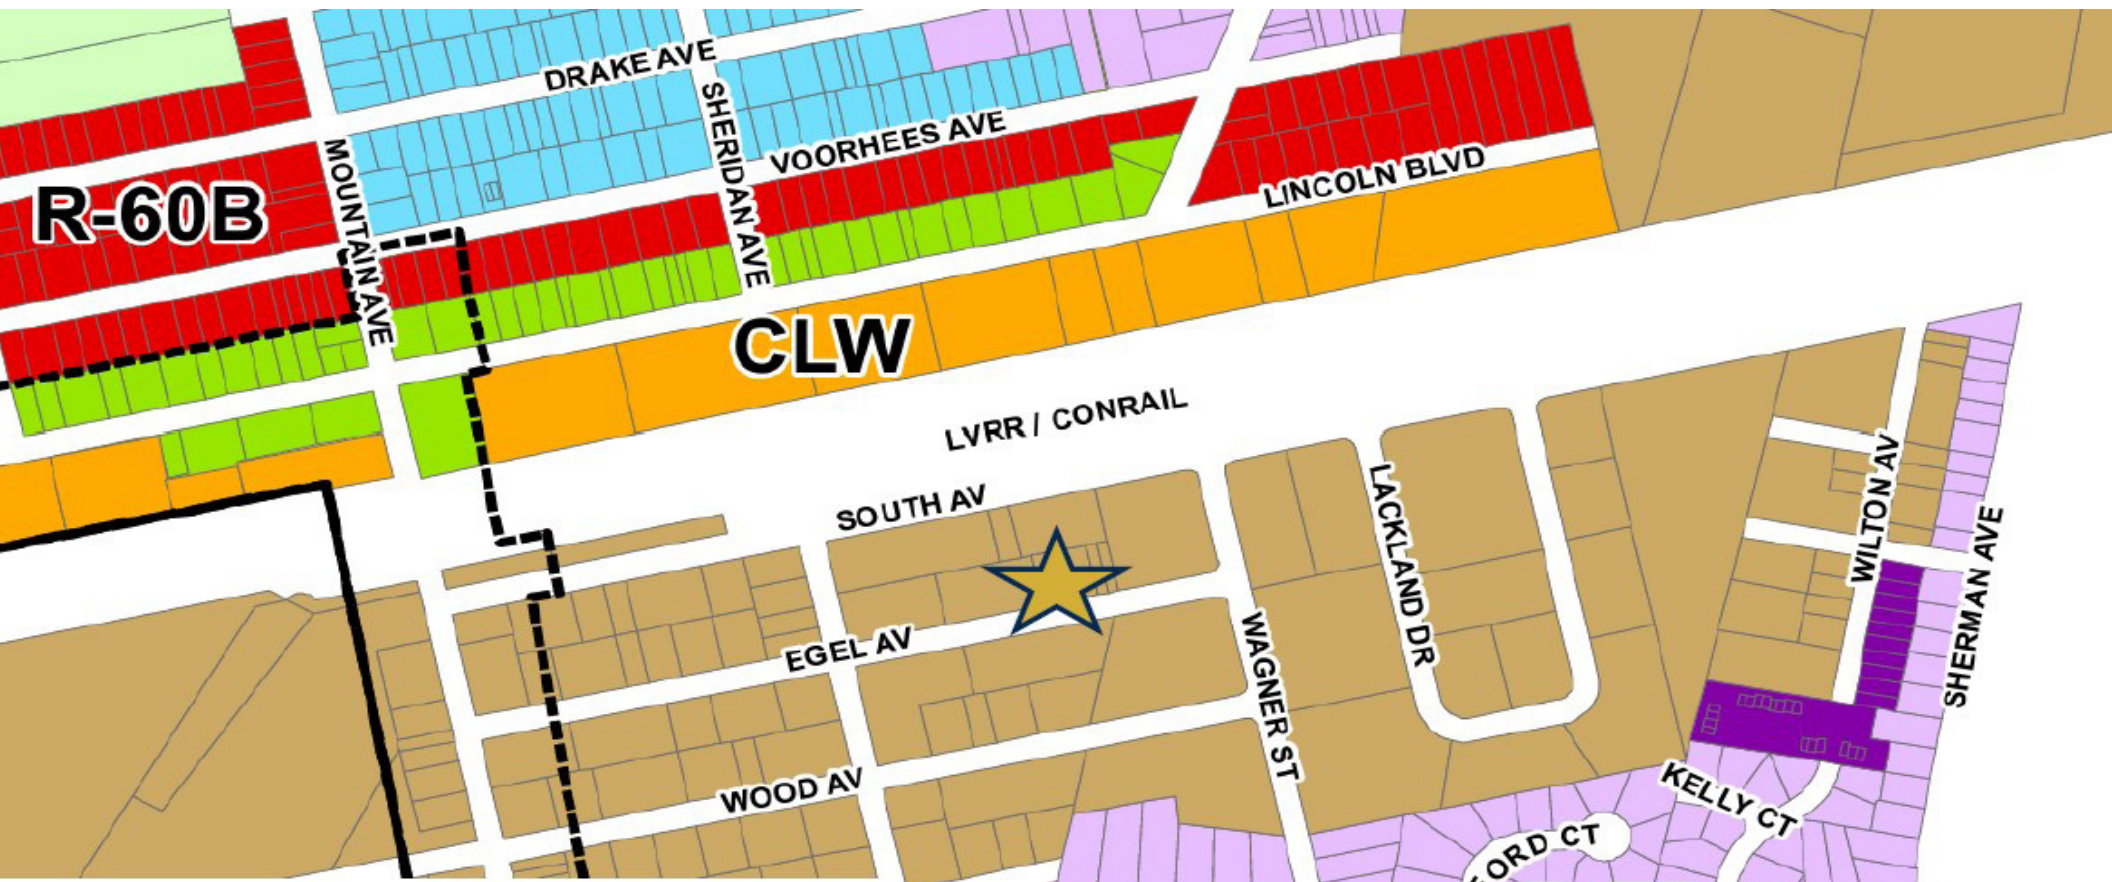 DRAKE AVE
SHERIDAN AVE
VOORHEES AVE
MOUNTAIN AVE
R-60B
LINCOLN BLVD
CLW
LVRR / CONRAIL
SOUTH AV
LACKLAND DR
WILTON AV
SHERMAN AVE
EGEL AV
WAGNER ST
WOOD AV
KELLY CT
ORD CT